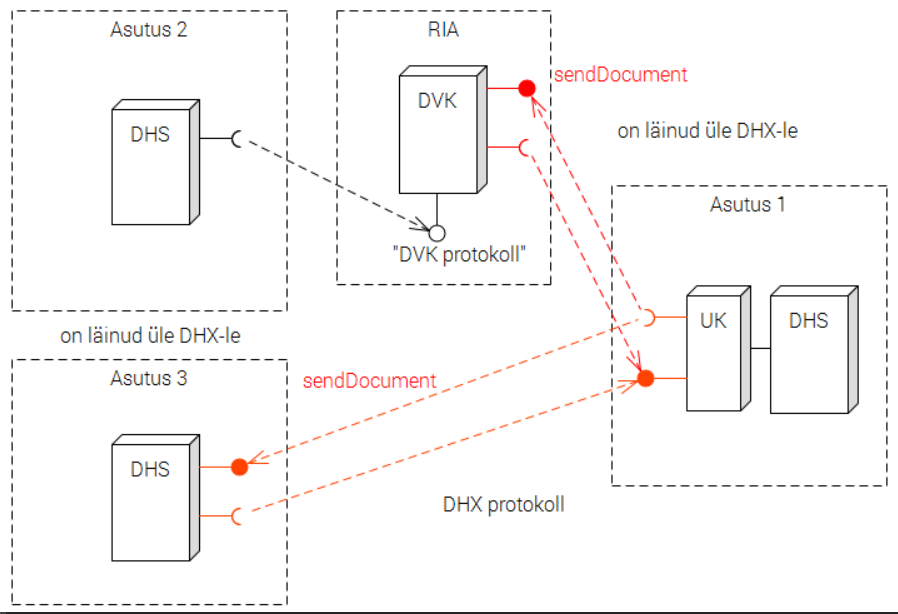 Asutus 2
DHS
RIA
DVK
sendDocument
"DVK protokoll"
on läinud üle DHX-le
Asutus 1
UK
DHS
on läinud üle DHX-le
Asutus 3
DHS
sendDocument
DHX protokoll